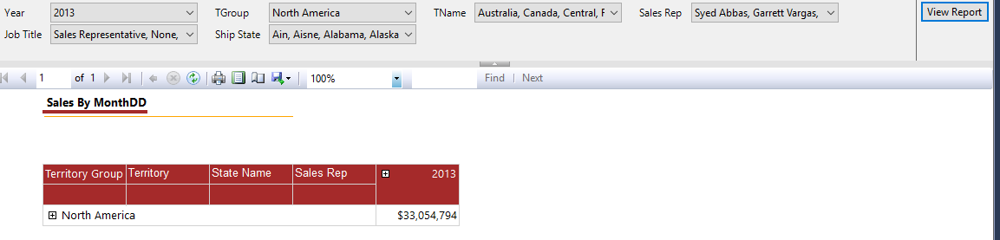 Year 2013 TGroup North America TName Australia, Canada, Central, F Sales Rep Syed Abbas, Garrett Vargas, View Report
Job Title Sales Representative, None, Ship State Ain, Aisne, Alabama, Alaska
1 of 1 100% Find | Next
Sales By MonthDD
Territory Group Territory State Name Sales Rep 2013
North America $33,054,794